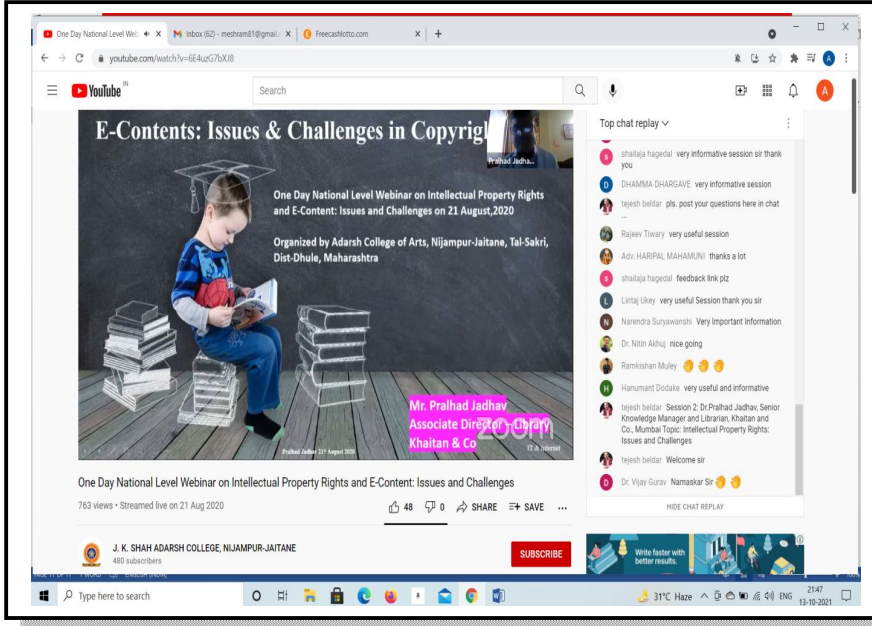 One Day National Level Web
Inbox (62) - meshram81@gmail.
Freecashlotto.com
youtube.com/watch?v=6E4uzG7bXJ8
YouTube IN
Search
A
E-Contents: Issues & Challenges in Copyrig
Pralhad Jadha...
One Day National Level Webinar on Intellectual Property Rights
and E-Content: Issues and Challenges on 21 August,2020
Organized by Adarsh College of Arts, Nijampur-Jaitane, Tal-Sakri,
Dist-Dhule, Maharashtra
Mr. Pralhad Jadhav
Associate Director – Library
Khaitan & Co
zoom
Pralhad Jadhav 21st August 2020
IT & Internet
One Day National Level Webinar on Intellectual Property Rights and E-Content: Issues and Challenges
763 views • Streamed live on 21 Aug 2020
48
0
SHARE
SAVE
J. K. SHAH ADARSH COLLEGE, NIJAMPUR-JAITANE
480 subscribers
SUBSCRIBE
Top chat replay
shailaja hagedal very informative session sir thank
you
DHAMMA DHARGAVE very informative session
tejesh beldar pls. post your questions here in chat
...
Rajeev Tiwary very useful session
Adv. HARIPAL MAHAMUNI thanks a lot
shailaja hagedal feedback link plz
Lintaj Ukey very useful Session thank you sir
Narendra Suryawanshi Very Important Information
Dr. Nitin Akhuj nice going
Ramkishan Muley 👏 👏 👏
Hanumant Dodake very useful and informative
tejesh beldar Session 2: Dr.Pralhad Jadhav, Senior
Knowledge Manager and Librarian, Khaitan and
Co., Mumbai Topic: Intellectual Property Rights:
Issues and Challenges
tejesh beldar Welcome sir
Dr. Vijay Gurav Namaskar Sir 👏 👏
HIDE CHAT REPLAY
Write faster with
better results.
Type here to search
31°C Haze
ENG
21:47
13-10-2021